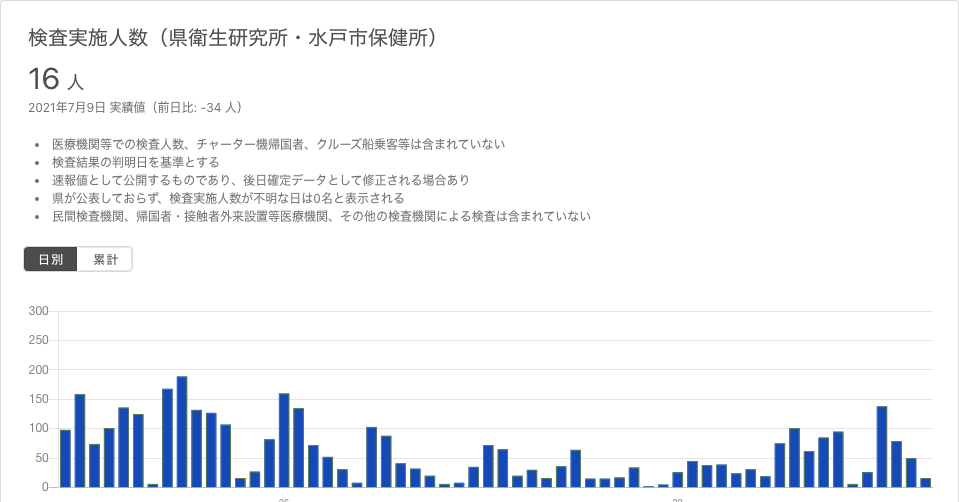 検査実施人数（県衛生研究所・水戸市保健所）
16 人
2021年7月9日 実績値（前日比: -34 人）
• 医療機関等での検査人数、チャーター機帰国者、クルーズ船乗客等は含まれていない
• 検査結果の判明日を基準とする
• 速報値として公開するものであり、後日確定データとして修正される場合あり
• 県が公表しておらず、検査実施人数が不明な日は0名と表示される
• 民間検査機関、帰国者・接触者外来設置等医療機関、その他の検査機関による検査は含まれていない
日別 累計
300
250
200
150
100
50
0